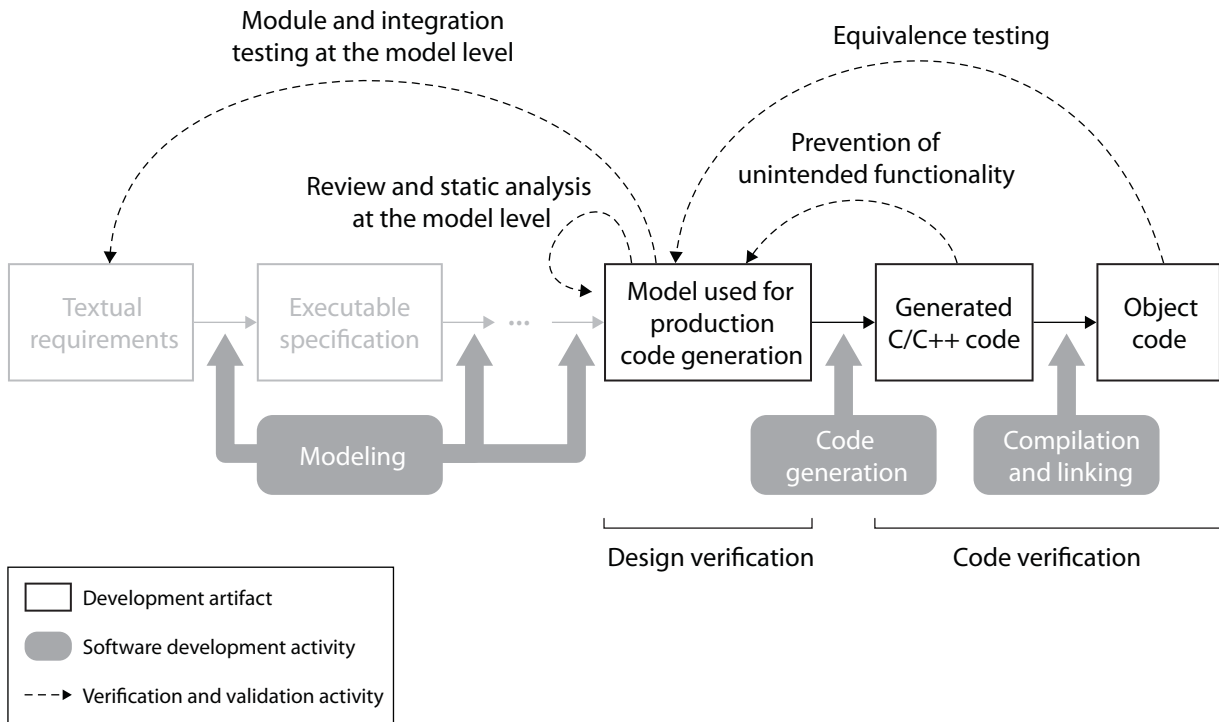 Module and integration
testing at the model level
Equivalence testing
Prevention of
unintended functionality
Review and static analysis
at the model level
Textual
requirements
Executable
specification
...
Model used for
production
code generation
Generated
C/C++ code
Object
code
Modeling
Code
generation
Compilation
and linking
Design verification
Code verification
Development artifact
Software development activity
Verification and validation activity